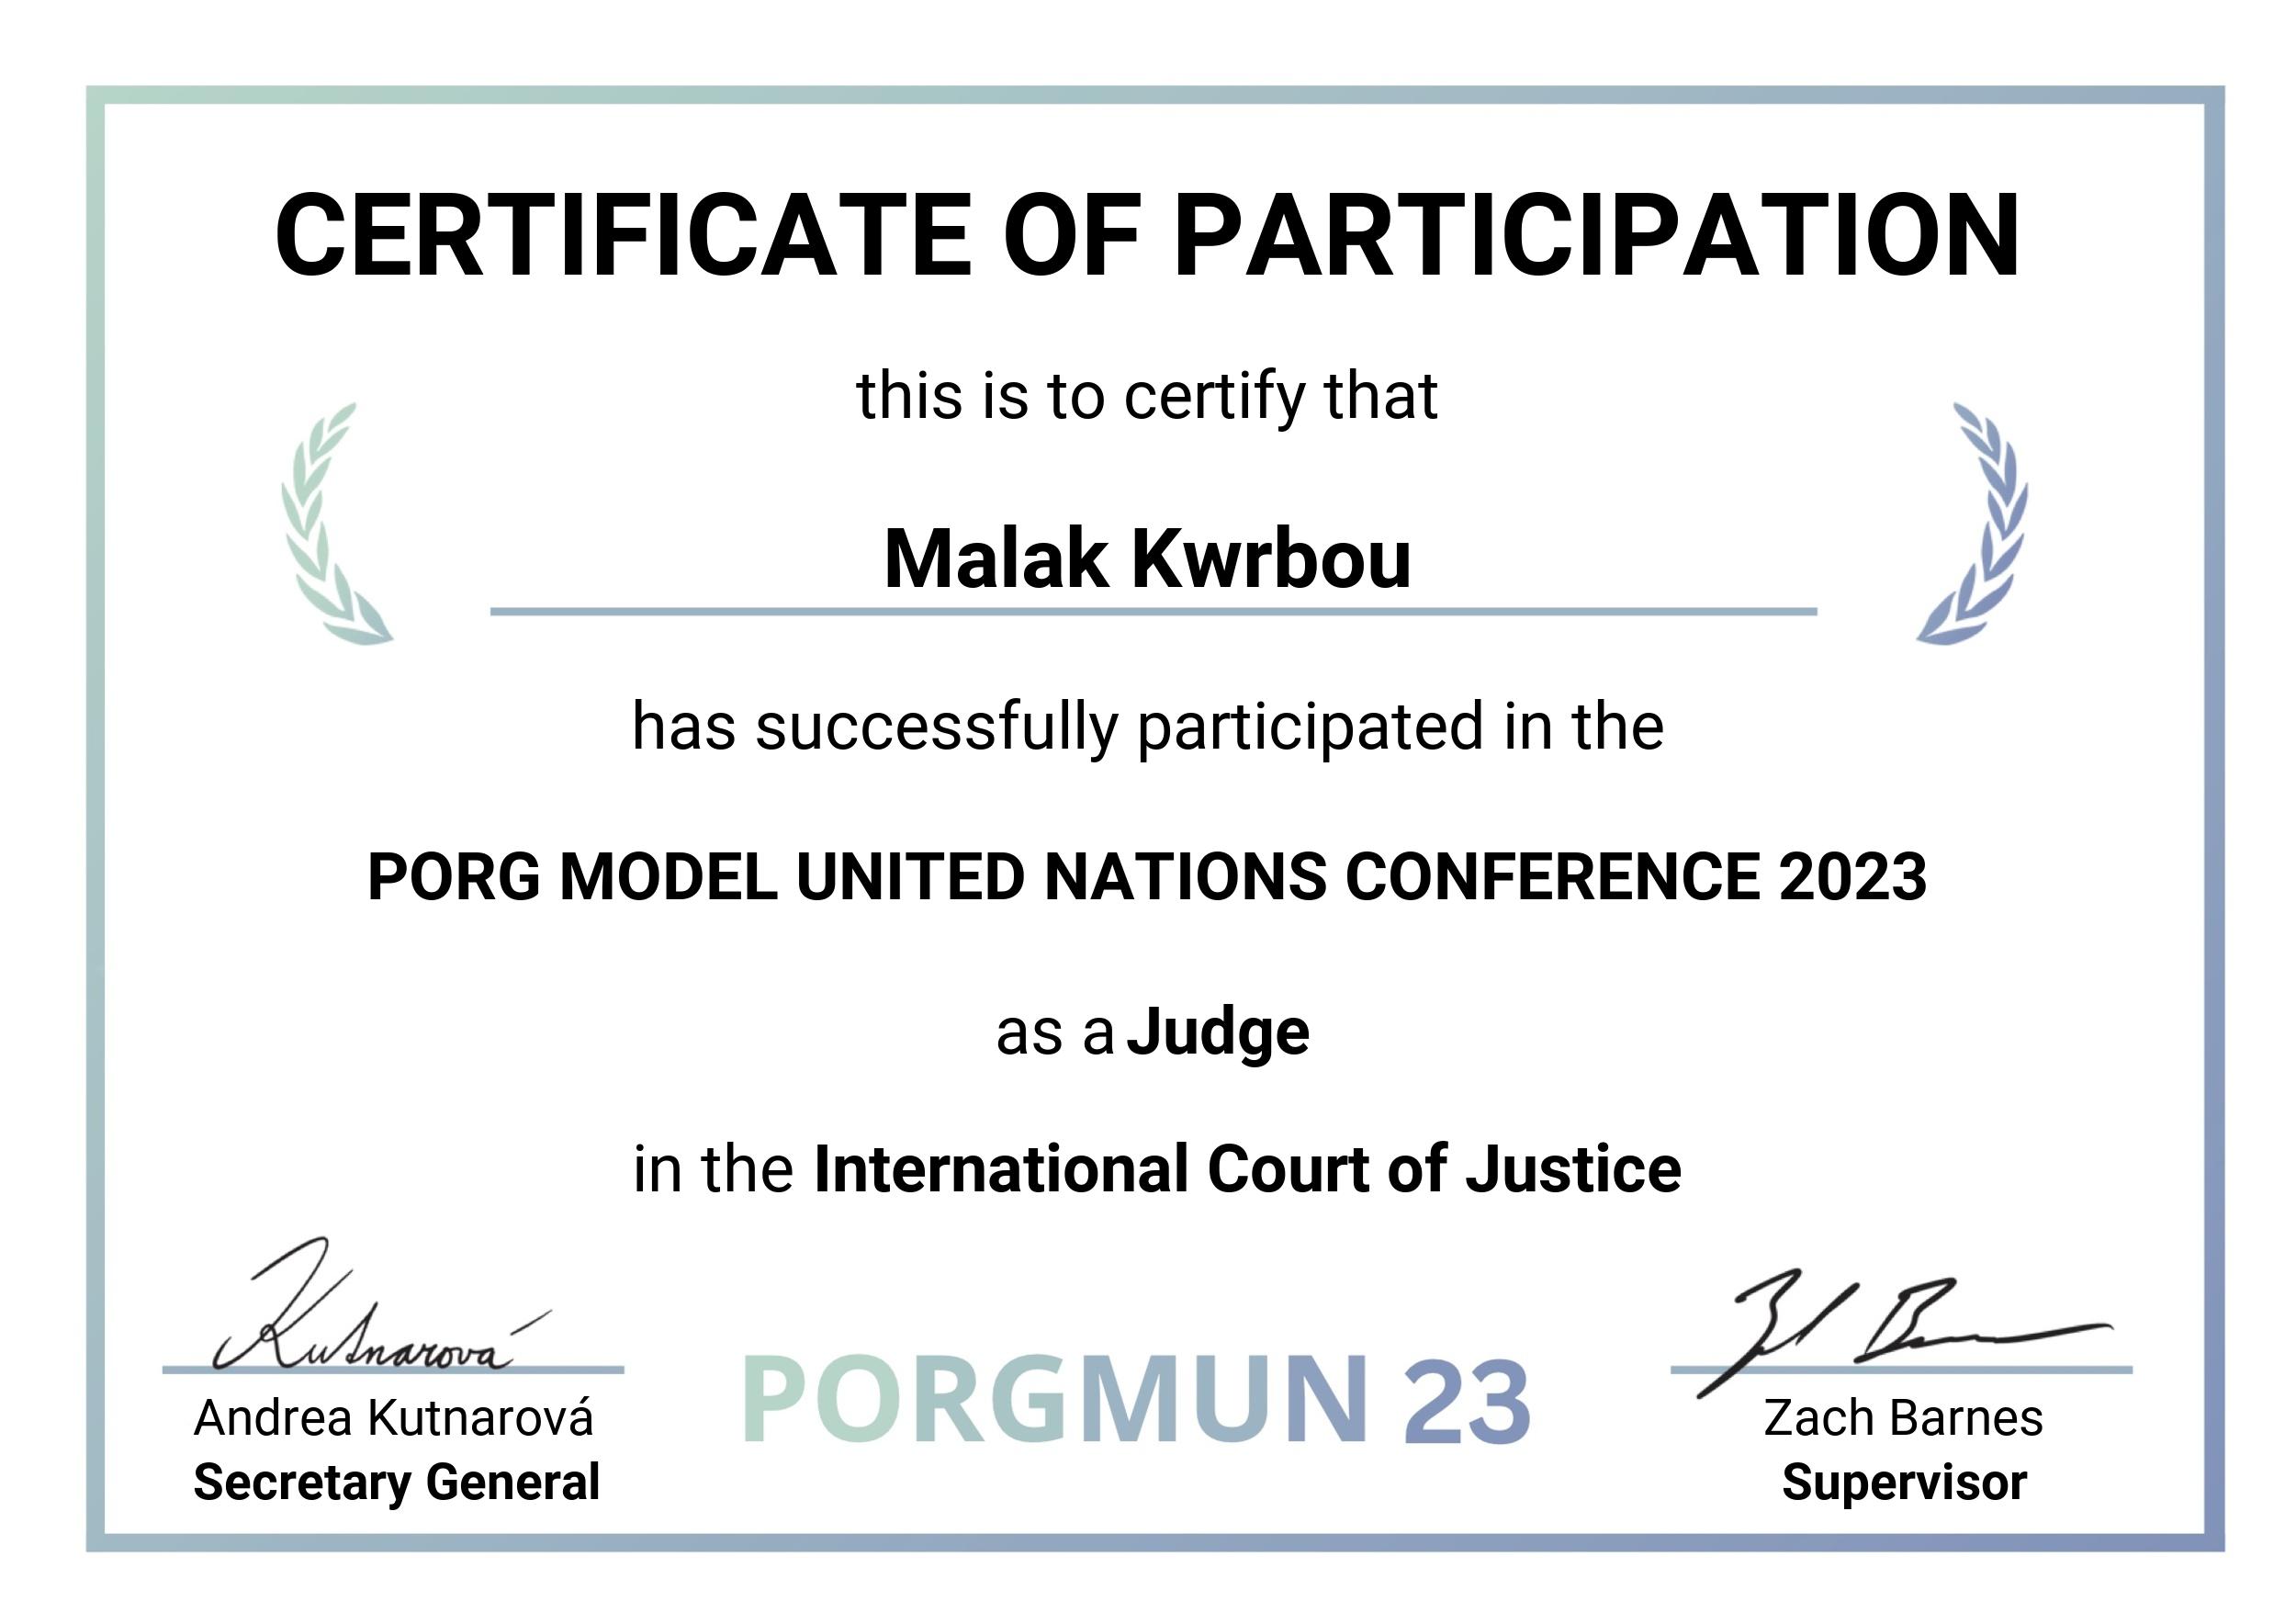 CERTIFICATE OF PARTICIPATION
this is to certify that
Malak Kwrbou
has successfully participated in the
PORG MODEL UNITED NATIONS CONFERENCE 2023
as a Judge
in the International Court of Justice
Kutnarová
Andrea Kutnarová
Secretary General
PORGMUN 23
Zach Barnes
Supervisor